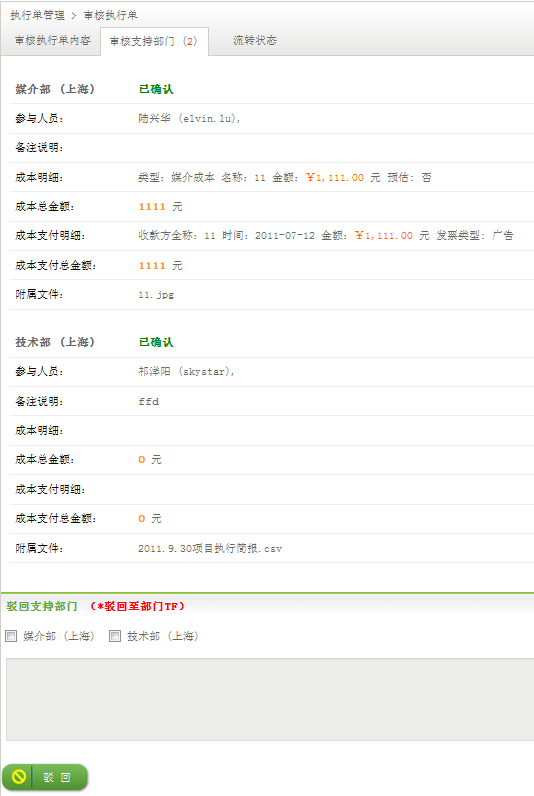 执行单管理 > 审核执行单
审核执行单内容 审核支持部门 (2) 流转状态
媒介部 (上海) 已确认
参与人员: 陆兴华 (elvin.lu),
备注说明:
成本明细: 类型: 媒介成本 名称: 11 金额: ￥1,111.00 元 预估: 否
成本总金额: 1111 元
成本支付明细: 收款方全称: 11 时间: 2011-07-12 金额: ￥1,111.00 元 发票类型: 广告
成本支付总金额: 1111 元
附属文件: 11.jpg
技术部 (上海) 已确认
参与人员: 祁洋阳 (skystar),
备注说明: ffd
成本明细:
成本总金额: 0 元
成本支付明细:
成本支付总金额: 0 元
附属文件: 2011.9.30项目执行简报.csv
驳回支持部门 (*驳回至部门TF)
媒介部 (上海) 技术部 (上海)
驳 回